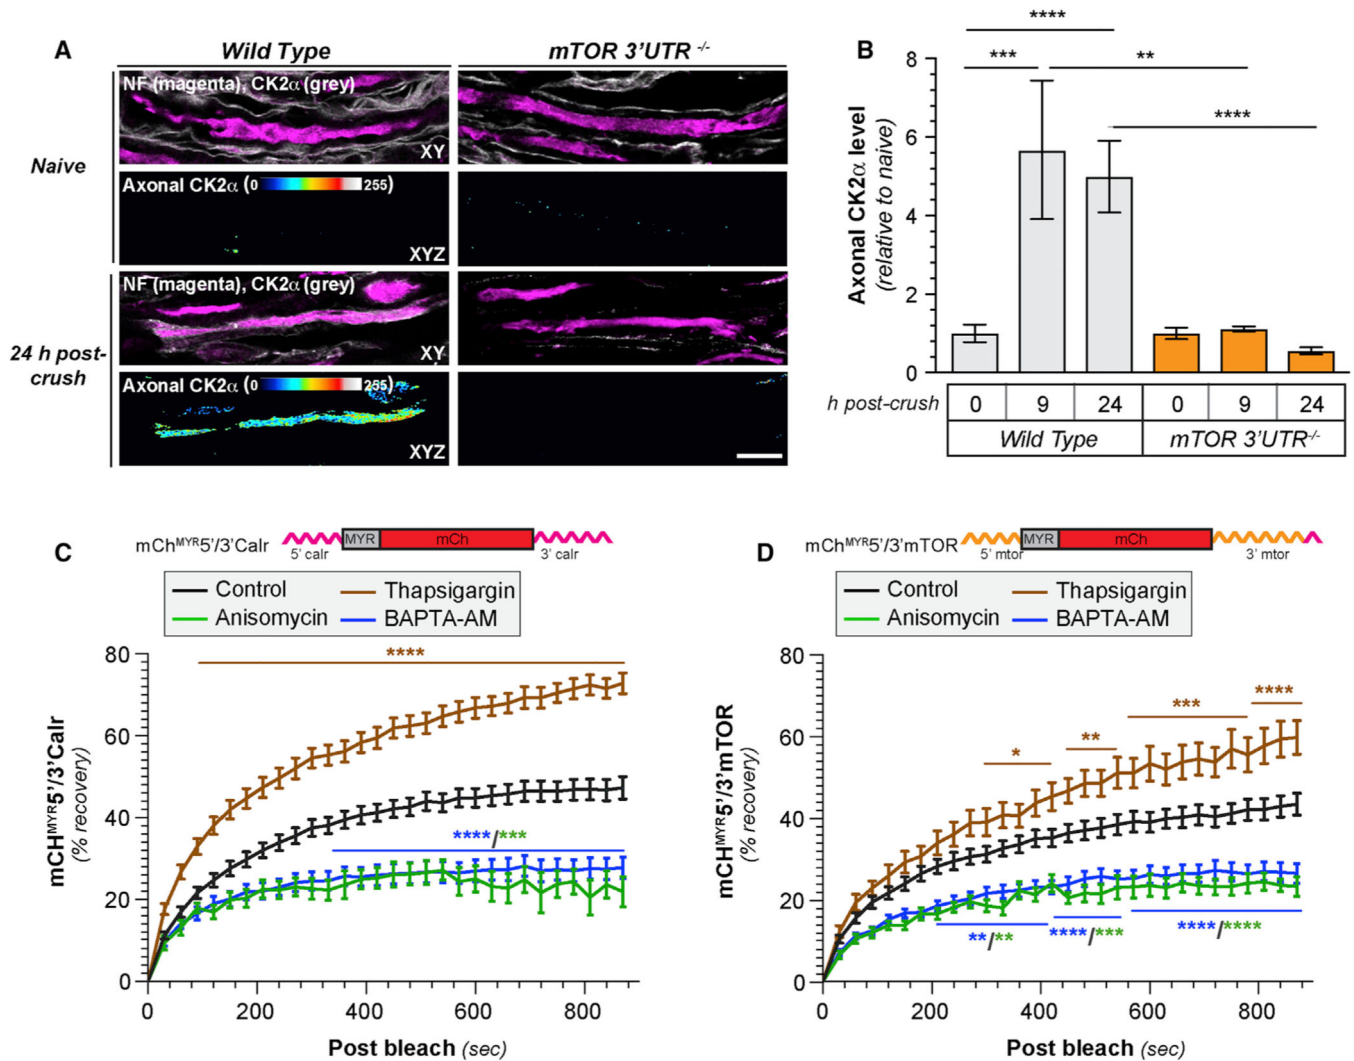 A
Wild Type
mTOR 3’UTR -/-
Naive
NF (magenta), CK2α (grey)
XY
Axonal CK2α (0 255)
XYZ
24 h post-
crush
NF (magenta), CK2α (grey)
XY
Axonal CK2α (0 255)
XYZ
B
****
***
**
****
Axonal CK2α level
(relative to naive)
8
6
4
2
0
h post-crush 0 9 24 0 9 24
Wild Type mTOR 3’UTR-/-
C
mChMYR5’/3’Calr
5’ calr
MYR
mCh
3’ calr
Control Thapsigargin
Anisomycin BAPTA-AM
****
****/***
mCHMYR5’/3’Calr
(% recovery)
80
60
40
20
0
0 200 400 600 800
Post bleach (sec)
D
mChMYR5’/3’mTOR
5’ mtor
MYR
mCh
3’ mtor
Control Thapsigargin
Anisomycin BAPTA-AM
*
**
***
****
**/**
****/***
****/****
mCHMYR5’/3’mTOR
(% recovery)
80
60
40
20
0
0 200 400 600 800
Post bleach (sec)